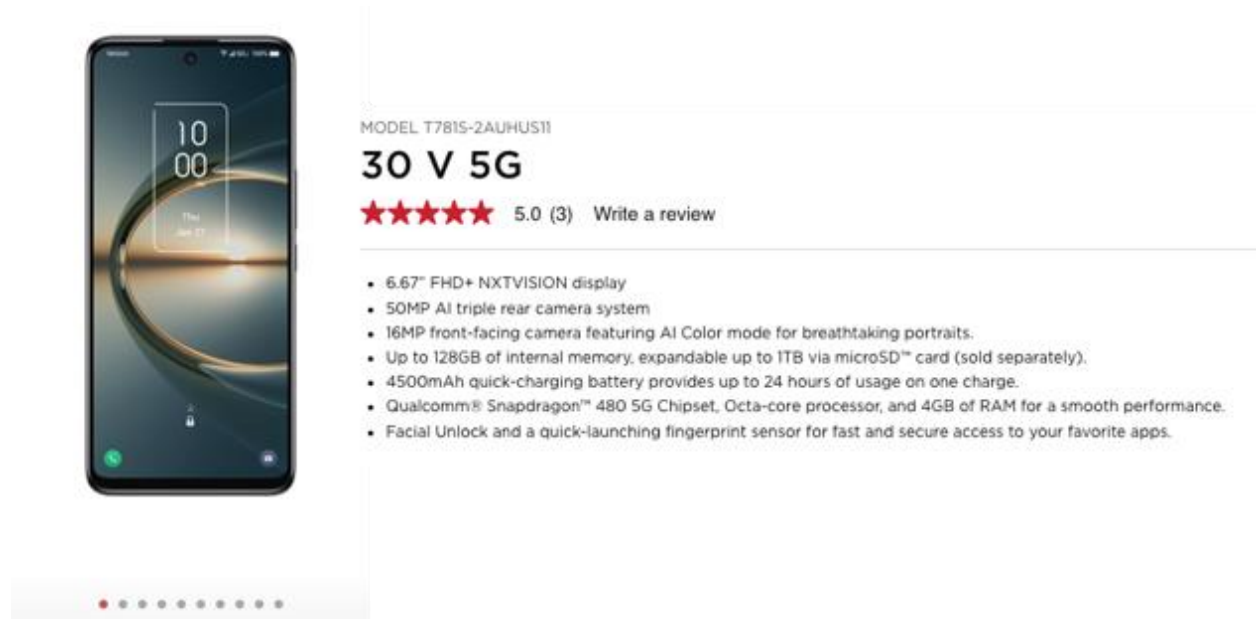 10
00
Thu
Jan 27
MODEL T781S-2AUHUS11
30 V 5G
5.0 (3) Write a review
6.67" FHD+ NXTVISION display
50MP AI triple rear camera system
16MP front-facing camera featuring AI Color mode for breathtaking portraits.
Up to 128GB of internal memory, expandable up to 1TB via microSD™ card (sold separately).
4500mAh quick-charging battery provides up to 24 hours of usage on one charge.
Qualcomm® Snapdragon™ 480 5G Chipset, Octa-core processor, and 4GB of RAM for a smooth performance.
Facial Unlock and a quick-launching fingerprint sensor for fast and secure access to your favorite apps.